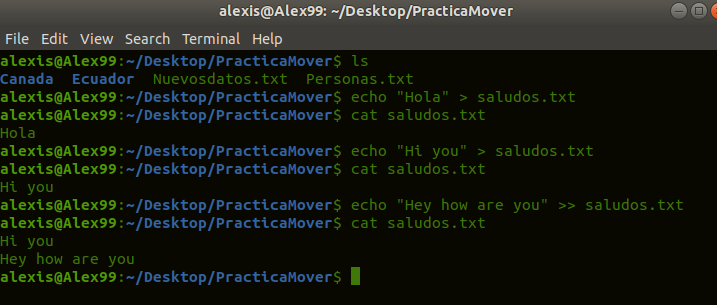 alexis@Alex99: ~/Desktop/PracticaMover
File Edit View Search Terminal Help
alexis@Alex99:~/Desktop/PracticaMover$ ls
Canada Ecuador Nuevosdatos.txt Personas.txt
alexis@Alex99:~/Desktop/PracticaMover$ echo "Hola" > saludos.txt
alexis@Alex99:~/Desktop/PracticaMover$ cat saludos.txt
Hola
alexis@Alex99:~/Desktop/PracticaMover$ echo "Hi you" > saludos.txt
alexis@Alex99:~/Desktop/PracticaMover$ cat saludos.txt
Hi you
alexis@Alex99:~/Desktop/PracticaMover$ echo "Hey how are you" >> saludos.txt
alexis@Alex99:~/Desktop/PracticaMover$ cat saludos.txt
Hi you
Hey how are you
alexis@Alex99:~/Desktop/PracticaMover$